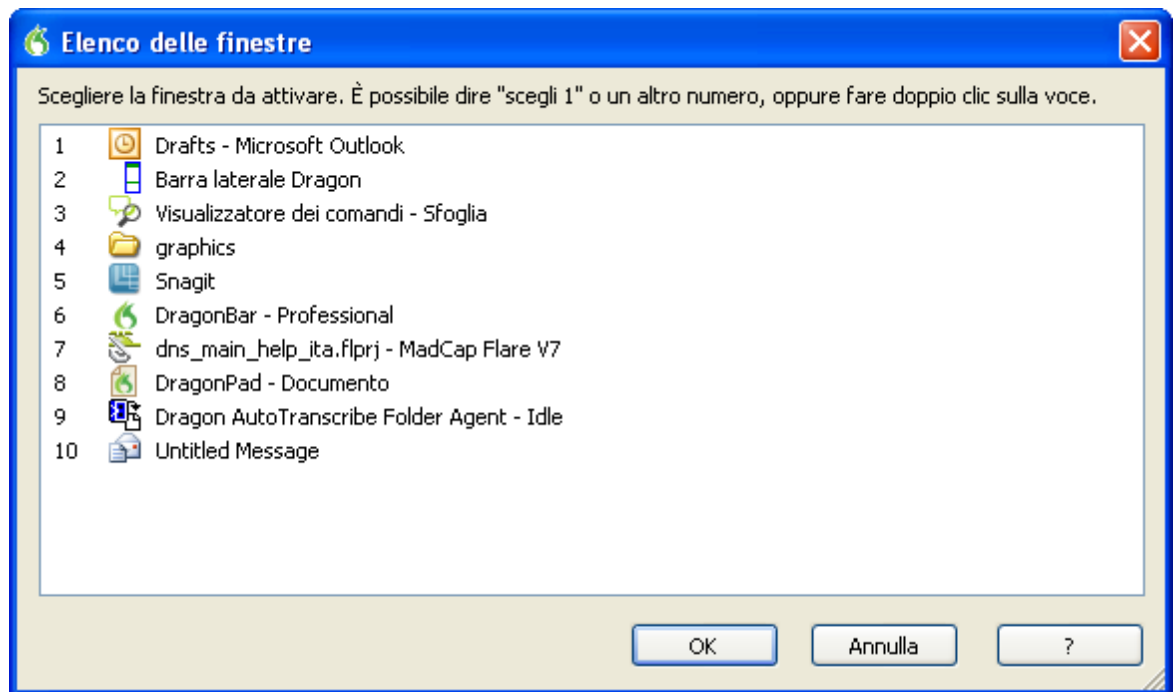 Elenco delle finestre
Scegliere la finestra da attivare. È possibile dire "scegli 1" o un altro numero, oppure fare doppio clic sulla voce.
1 Drafts - Microsoft Outlook
2 Barra laterale Dragon
3 Visualizzatore dei comandi - Sfoglia
4 graphics
5 Snagit
6 DragonBar - Professional
7 dns_main_help_ita.flprj - MadCap Flare V7
8 DragonPad - Documento
9 Dragon AutoTranscribe Folder Agent - Idle
10 Untitled Message
OK Annulla ?